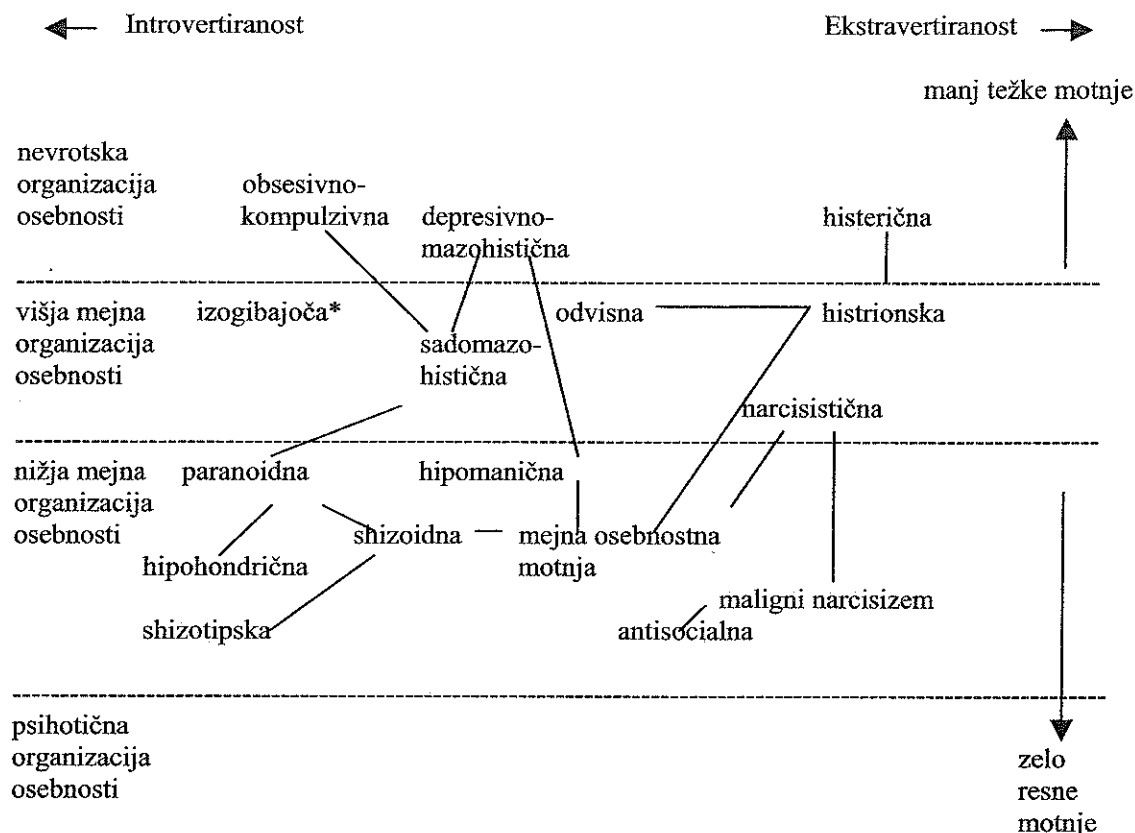 Introvertiranost
Ekstravertiranost
manj težke motnje
nevrotska
organizacija
osebnosti
obsesivno-
kompulzivna
depresivno-
mazohistična
histerična
višja mejna
organizacija
osebnosti
izogibajoča*
sadomazo-
histična
odvisna
histrionska
narcisistična
nižja mejna
organizacija
osebnosti
paranoidna
hipomanična
shizoidna
mejna osebnostna
motnja
hipohondrična
shizotipska
maligni narcisizem
antisocialna
psihotična
organizacija
osebnosti
zelo
resne
motnje